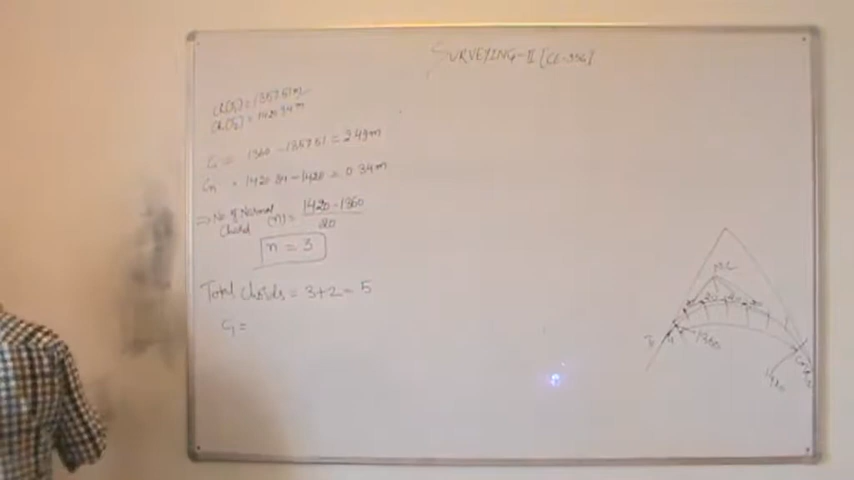 SURVEYING-II [CE-356]
Ch(T₁) = 1357.51m
Ch(T₂) = 1420.34m
C₁ = 1360 - 1357.51 = 2.49m
Cn = 1420.34 - 1420 = 0.34m
⇒ No of Normal Chord (n) = 1420-1360 / 20
n = 3
Total Chords = 3+2 = 5
C₁ =
T₁
1360
1420